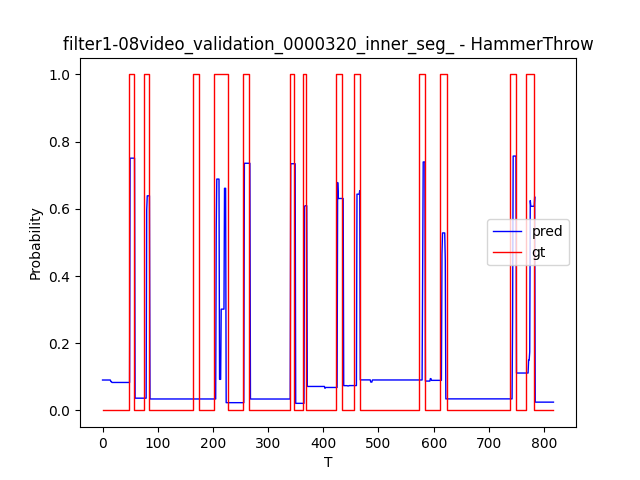 filter1-08video_validation_0000320_inner_seg_ - HammerThrow
1.0
0.8
0.6
0.4
0.2
0.0
Probability
pred
gt
0 100 200 300 400 500 600 700 800
T